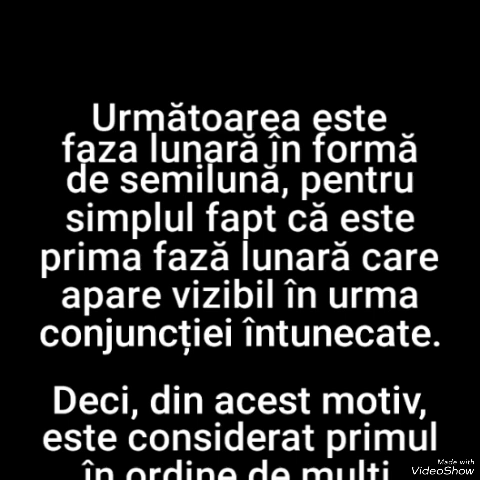 Următoarea este
faza lunară în formă
de semilună, pentru
simplul fapt că este
prima fază lunară care
apare vizibil în urma
conjuncției întunecate.
Deci, din acest motiv,
este considerat primul
în ordine de mulți
Made with
VideoShow